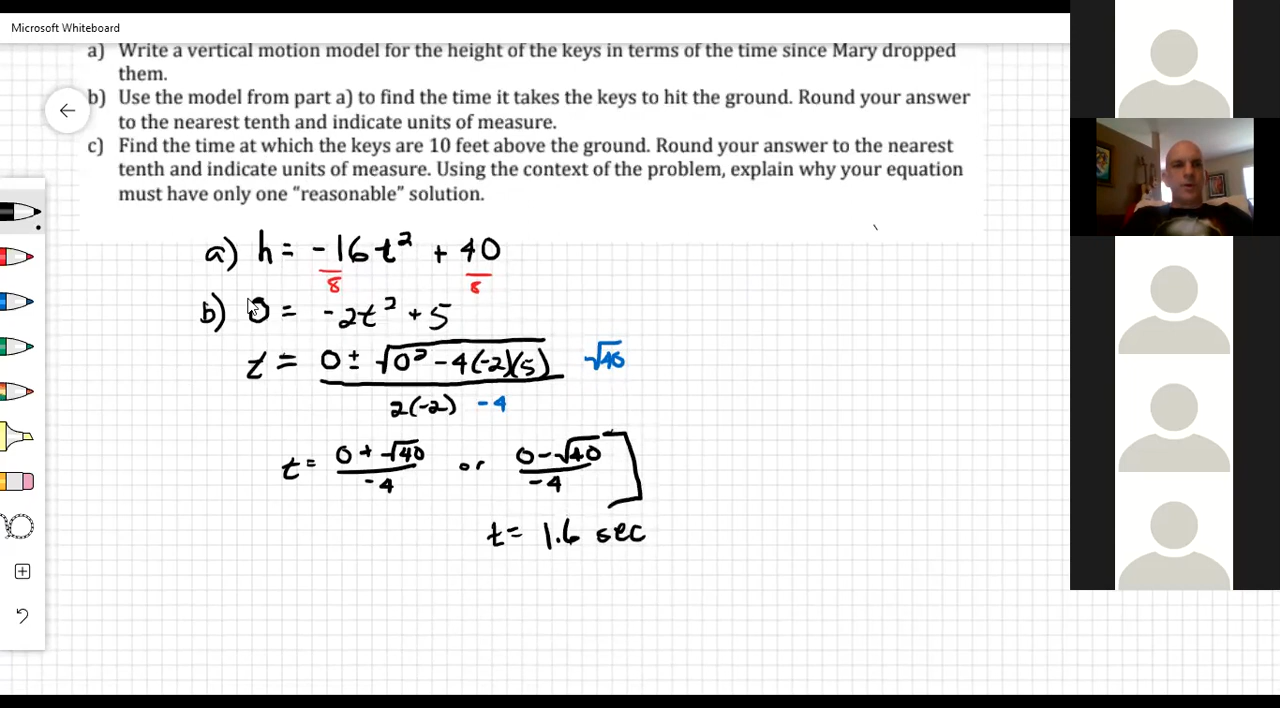 Microsoft Whiteboard
a) Write a vertical motion model for the height of the keys in terms of the time since Mary dropped
them.
b) Use the model from part a) to find the time it takes the keys to hit the ground. Round your answer
to the nearest tenth and indicate units of measure.
c) Find the time at which the keys are 10 feet above the ground. Round your answer to the nearest
tenth and indicate units of measure. Using the context of the problem, explain why your equation
must have only one “reasonable” solution.
a) h = -16t² + 40
8 8
b) 0 = -2t² + 5
t = 0 ± √0² - 4(-2)(5) √40
2(-2) -4
t = 0 + √40 or 0 - √40
-4 -4
t = 1.6 sec